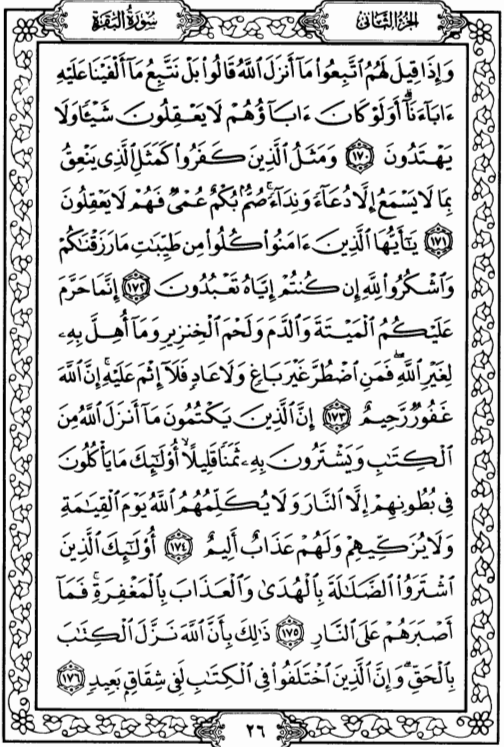 سُورَةُ البَقَرَةِ
الجُزْءُ الثَّانِي
وَإِذَا قِيلَ لَهُمُ ٱتَّبِعُوا۟ مَآ أَنزَلَ ٱللَّهُ قَالُوا۟ بَلْ نَتَّبِعُ مَآ أَلْفَيْنَا عَلَيْهِ
ءَابَآءَنَآ ۗ أَوَلَوْ كَانَ ءَابَآؤُهُمْ لَا يَعْقِلُونَ شَيْـًٔا وَلَا
يَهْتَدُونَ ١٧٠ وَمَثَلُ ٱلَّذِينَ كَفَرُوا۟ كَمَثَلِ ٱلَّذِى يَنْعِقُ
بِمَا لَا يَسْمَعُ إِلَّا دُعَآءً وَنِدَآءً ۚ صُمٌّۢ بُكْمٌ عُمْىٌ فَهُمْ لَا يَعْقِلُونَ
١٧١ يَـٰٓأَيُّهَا ٱلَّذِينَ ءَامَنُوا۟ كُلُوا۟ مِن طَيِّبَـٰتِ مَا رَزَقْنَـٰكُمْ
وَٱشْكُرُوا۟ لِلَّهِ إِن كُنتُمْ إِيَّاهُ تَعْبُدُونَ ١٧٢ إِنَّمَا حَرَّمَ
عَلَيْكُمُ ٱلْمَيْتَةَ وَٱلدَّمَ وَلَحْمَ ٱلْخِنزِيرِ وَمَآ أُهِلَّ بِهِۦ
لِغَيْرِ ٱللَّهِ ۖ فَمَنِ ٱضْطُرَّ غَيْرَ بَاغٍ وَلَا عَادٍ فَلَآ إِثْمَ عَلَيْهِ ۚ إِنَّ ٱللَّهَ
غَفُورٌ رَّحِيمٌ ١٧٣ إِنَّ ٱلَّذِينَ يَكْتُمُونَ مَآ أَنزَلَ ٱللَّهُ مِنَ
ٱلْكِتَـٰبِ وَيَشْتَرُونَ بِهِۦ ثَمَنًا قَلِيلًا ۙ أُو۟لَـٰٓئِكَ مَا يَأْكُلُونَ
فِى بُطُونِهِمْ إِلَّا ٱلنَّارَ وَلَا يُكَلِّمُهُمُ ٱللَّهُ يَوْمَ ٱلْقِيَـٰمَةِ
وَلَا يُزَكِّيهِمْ وَلَهُمْ عَذَابٌ أَلِيمٌ ١٧٤ أُو۟لَـٰٓئِكَ ٱلَّذِينَ
ٱشْتَرَوُا۟ ٱلضَّلَـٰلَةَ بِٱلْهُدَىٰ وَٱلْعَذَابَ بِٱلْمَغْفِرَةِ ۚ فَمَآ
أَصْبَرَهُمْ عَلَى ٱلنَّارِ ١٧٥ ذَٰلِكَ بِأَنَّ ٱللَّهَ نَزَّلَ ٱلْكِتَـٰبَ
بِٱلْحَقِّ ۗ وَإِنَّ ٱلَّذِينَ ٱخْتَلَفُوا۟ فِى ٱلْكِتَـٰبِ لَفِى شِقَاقٍۭ بَعِيدٍ ١٧٦
٢٦